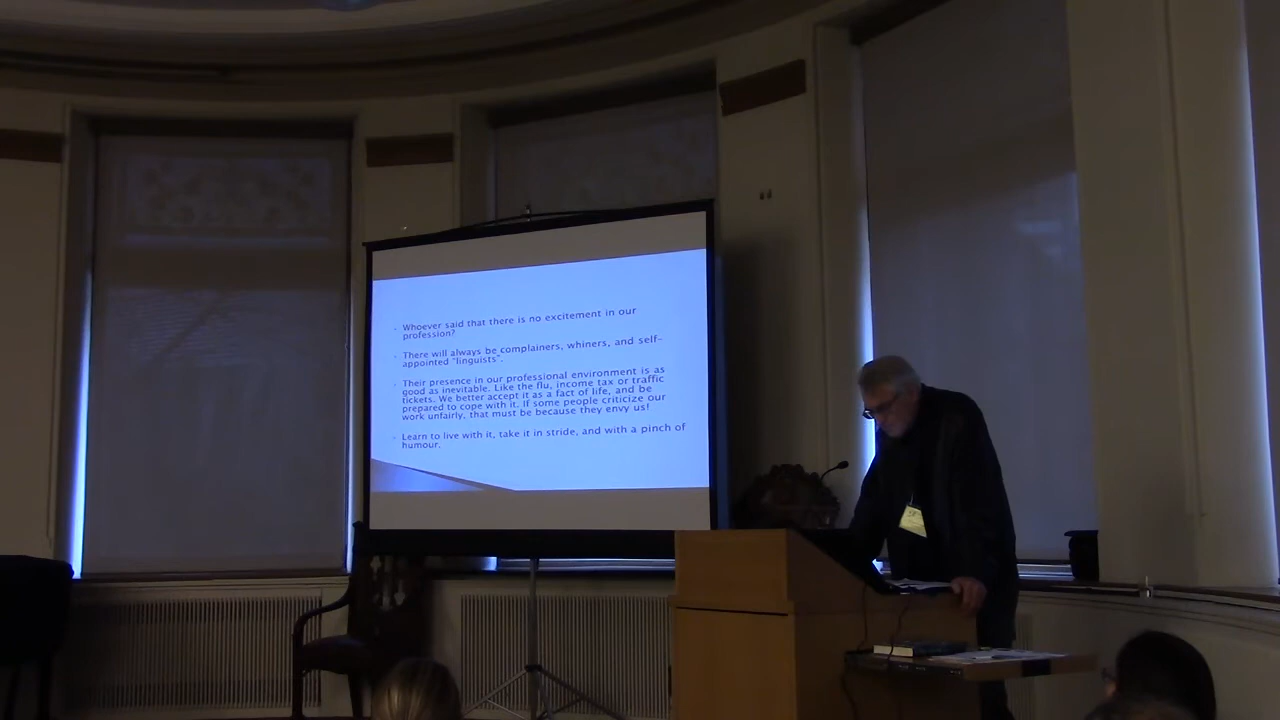 Whoever said that there is no excitement in our
profession?
There will always be complainers, whiners, and self-
appointed "linguists".
Their presence in our professional environment is as
good as inevitable. Like the flu, income tax or traffic
tickets. We better accept it as a fact of life, and be
prepared to cope with it. If some people criticize our
work unfairly, that must be because they envy us!
Learn to live with it, take it in stride, and with a pinch of
humour.